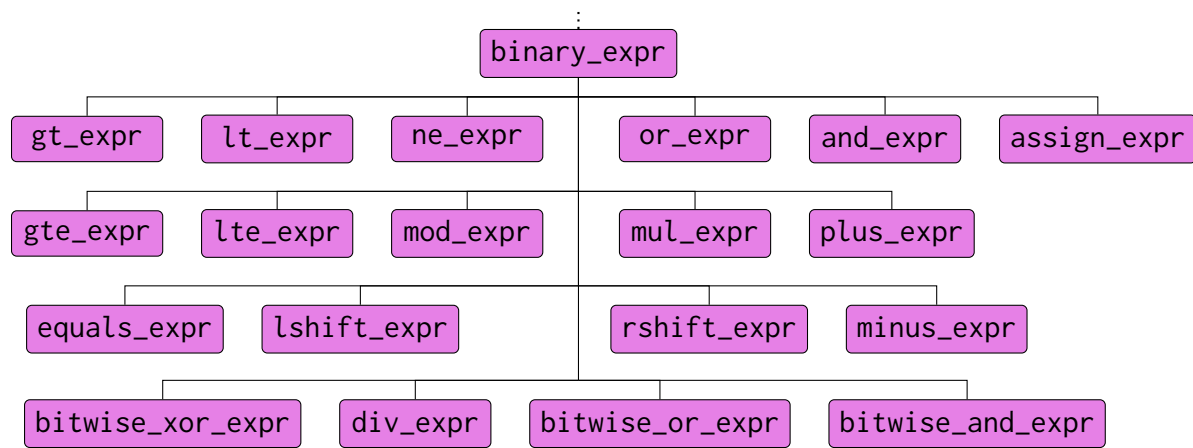 binary_expr
gt_expr lt_expr ne_expr or_expr and_expr assign_expr
gte_expr lte_expr mod_expr mul_expr plus_expr
equals_expr lshift_expr rshift_expr minus_expr
bitwise_xor_expr div_expr bitwise_or_expr bitwise_and_expr